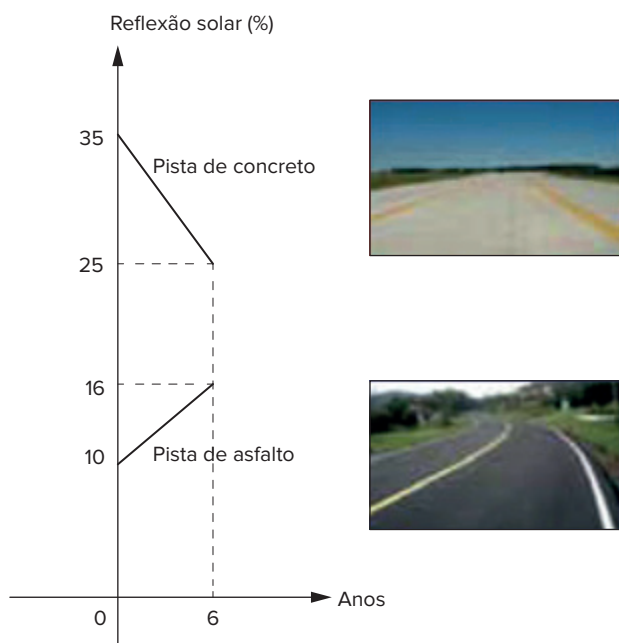 Reflexão solar (%)
35
Pista de concreto
25
16
10
Pista de asfalto
0
6
Anos